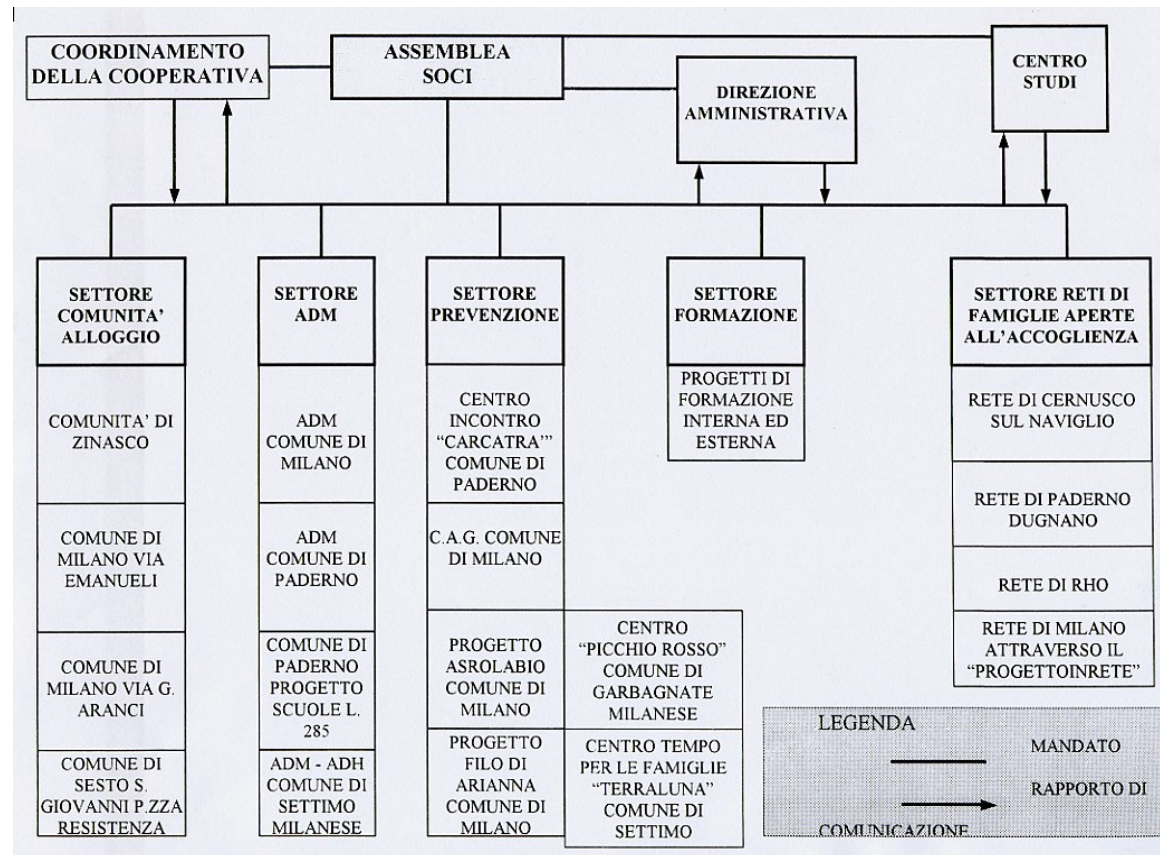 COORDINAMENTO
DELLA COOPERATIVA
ASSEMBLEA
SOCI
DIREZIONE
AMMINISTRATIVA
CENTRO
STUDI
SETTORE
COMUNITA'
ALLOGGIO
COMUNITA' DI
ZINASCO
COMUNE DI
MILANO VIA
EMANUELI
COMUNE DI
MILANO VIA G.
ARANCI
COMUNE DI
SESTO S.
GIOVANNI P.ZZA
RESISTENZA
SETTORE
ADM
ADM
COMUNE DI
MILANO
ADM
COMUNE DI
PADERNO
COMUNE DI
PADERNO
PROGETTO
SCUOLE L.
285
ADM - ADH
COMUNE DI
SETTIMO
MILANESE
SETTORE
PREVENZIONE
CENTRO
INCONTRO
“CARCATRA'”
COMUNE DI
PADERNO
C.A.G. COMUNE
DI MILANO
PROGETTO
ASROLABIO
COMUNE DI
MILANO
PROGETTO
FILO DI
ARIANNA
COMUNE DI
MILANO
CENTRO
“PICCHIO ROSSO”
COMUNE DI
GARBAGNATE
MILANESE
CENTRO TEMPO
PER LE FAMIGLIE
“TERRALUNA”
COMUNE DI
SETTIMO
SETTORE
FORMAZIONE
PROGETTI DI
FORMAZIONE
INTERNA ED
ESTERNA
SETTORE RETI DI
FAMIGLIE APERTE
ALL'ACCOGLIENZA
RETE DI CERNUSCO
SUL NAVIGLIO
RETE DI PADERNO
DUGNANO
RETE DI RHO
RETE DI MILANO
ATTRAVERSO IL
“PROGETTOINRETE”
LEGENDA
MANDATO
RAPPORTO DI
COMUNICAZIONE